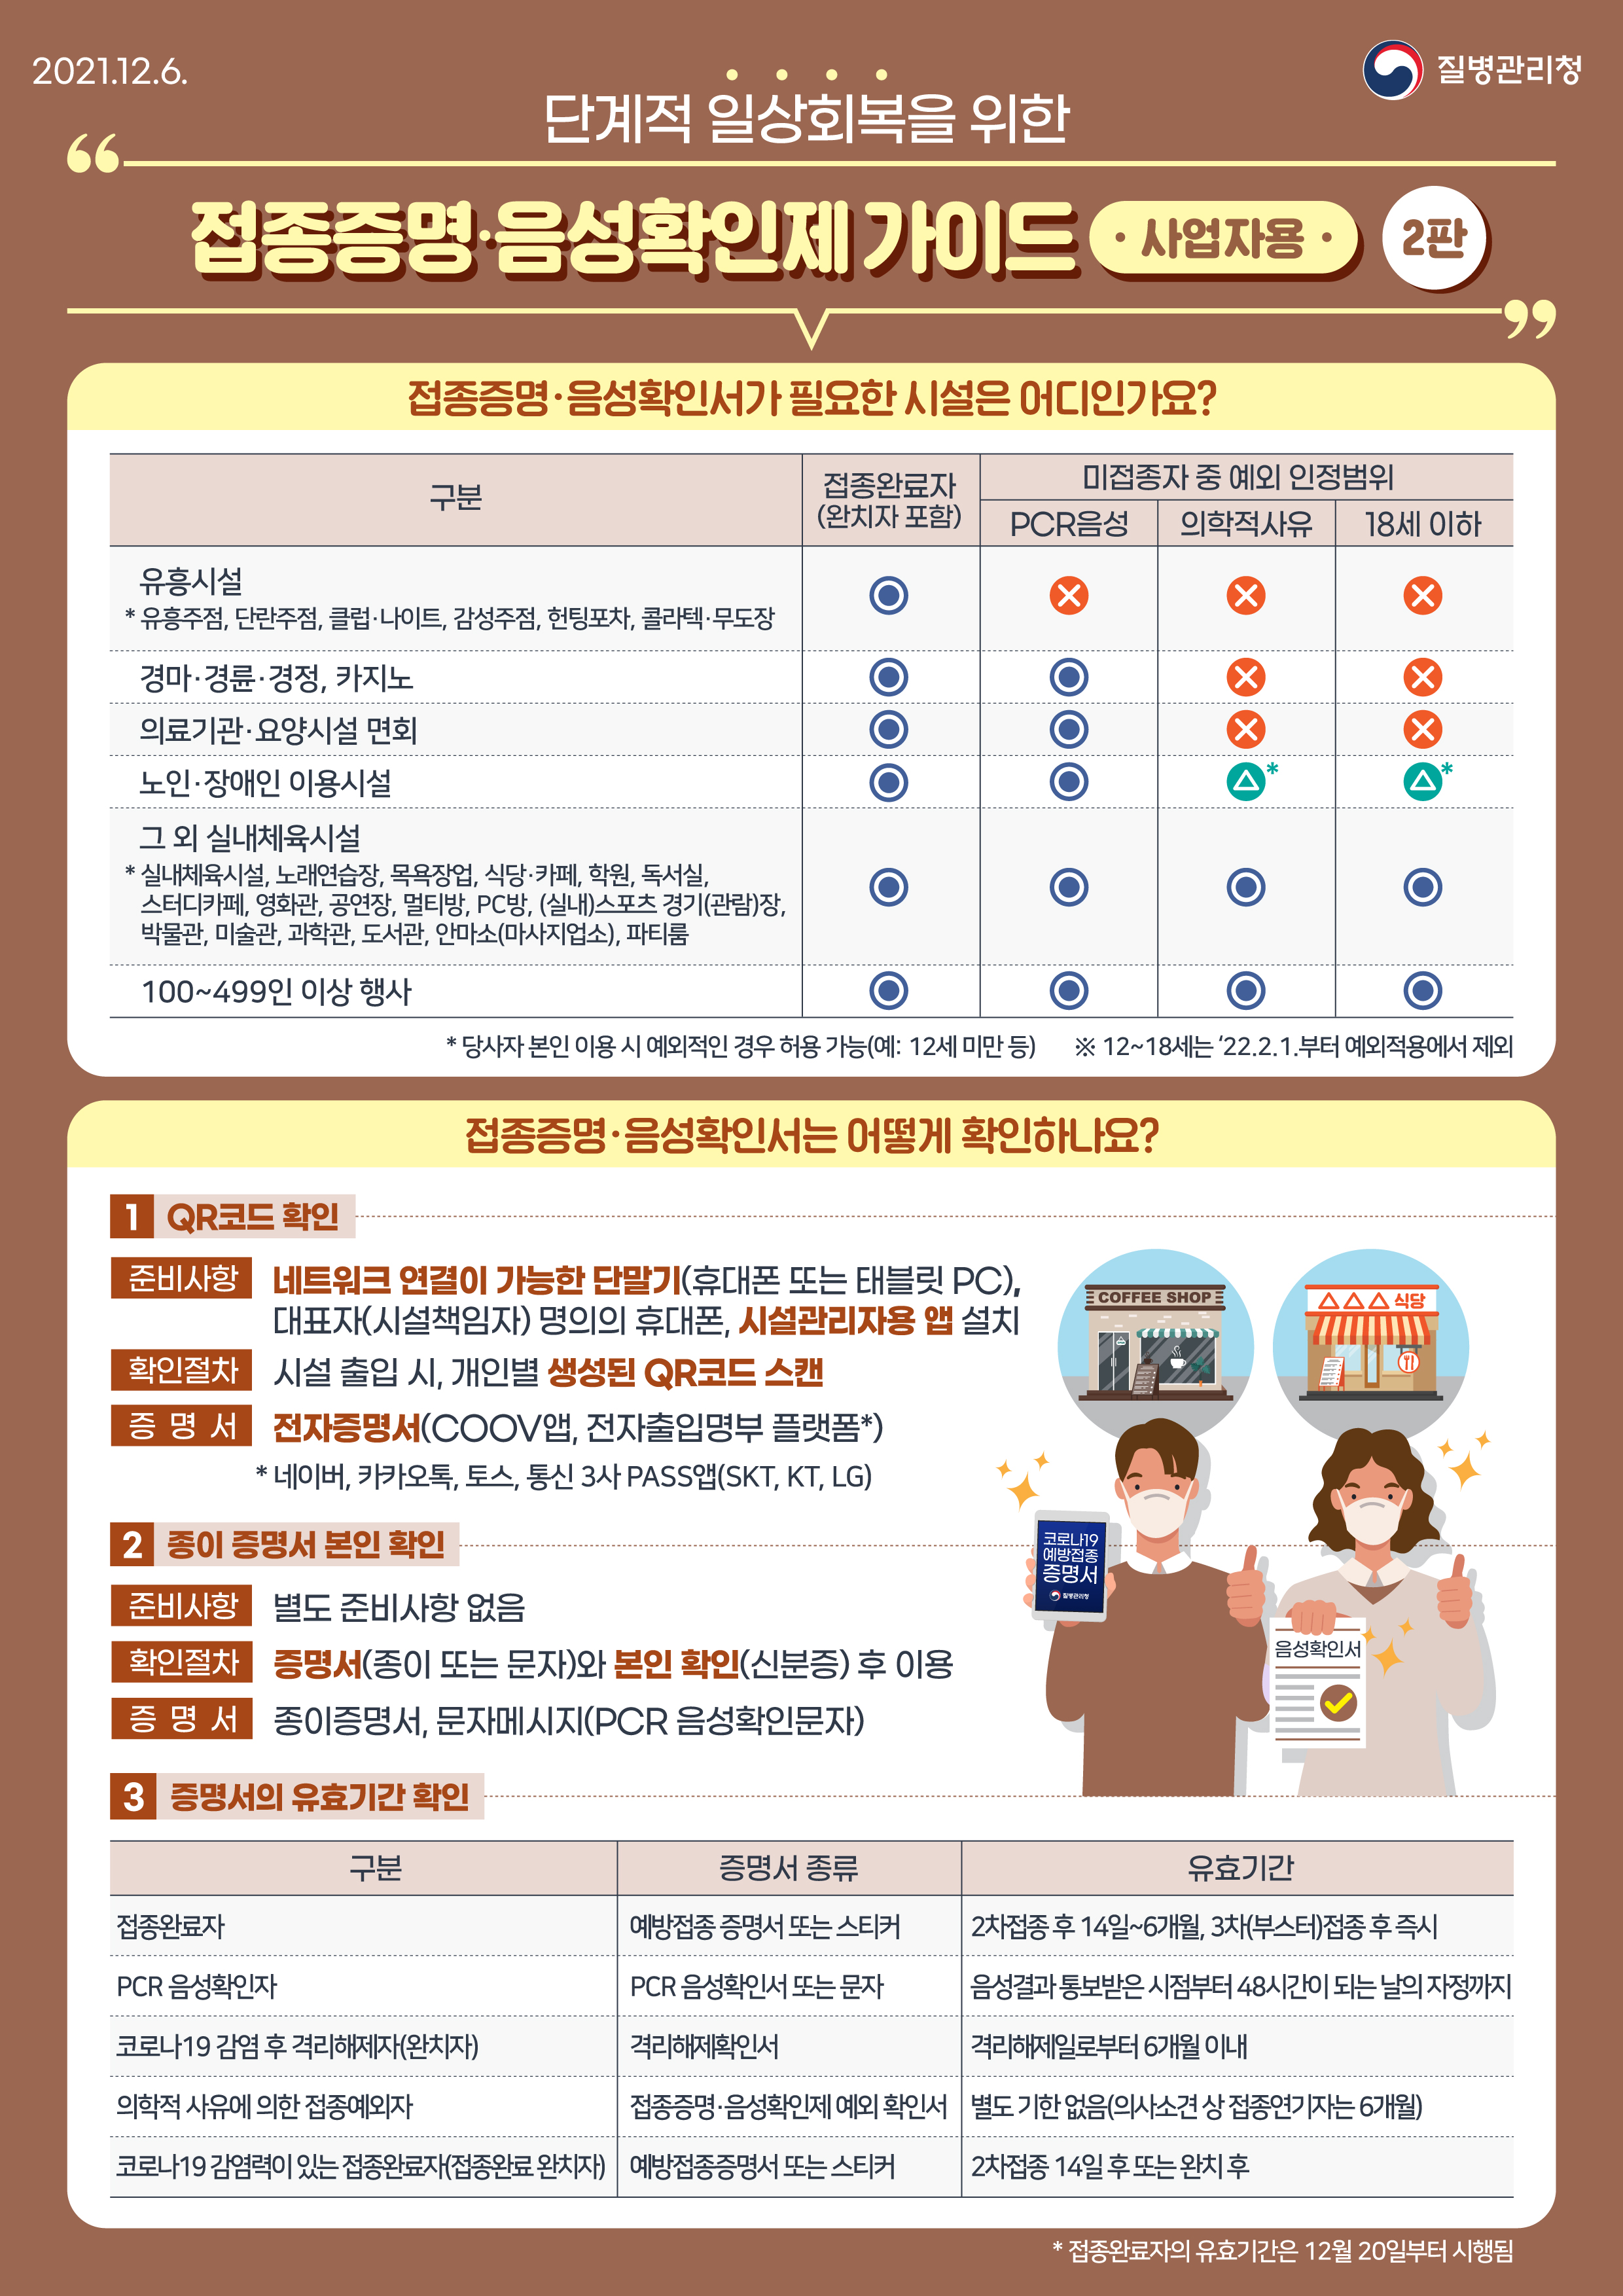 2021.12.6.
질병관리청
단계적 일상회복을 위한
접종증명·음성확인제 가이드 · 사업자용 · 2판
접종증명·음성확인서가 필요한 시설은 어디인가요?
구분
접종완료자
(완치자 포함)
미접종자 중 예외 인정범위
PCR음성
의학적사유
18세 이하
유흥시설
* 유흥주점, 단란주점, 클럽·나이트, 감성주점, 헌팅포차, 콜라텍·무도장
경마·경륜·경정, 카지노
의료기관·요양시설 면회
노인·장애인 이용시설
* *
그 외 실내체육시설
* 실내체육시설, 노래연습장, 목욕장업, 식당·카페, 학원, 독서실,
스터디카페, 영화관, 공연장, 멀티방, PC방, (실내)스포츠 경기(관람)장,
박물관, 미술관, 과학관, 도서관, 안마소(마사지업소), 파티룸
100~499인 이상 행사
* 당사자 본인 이용 시 예외적인 경우 허용 가능(예: 12세 미만 등) ※ 12~18세는 ‘22.2.1.부터 예외적용에서 제외
접종증명·음성확인서는 어떻게 확인하나요?
1 QR코드 확인
준비사항 네트워크 연결이 가능한 단말기(휴대폰 또는 태블릿 PC),
대표자(시설책임자) 명의의 휴대폰, 시설관리자용 앱 설치
확인절차 시설 출입 시, 개인별 생성된 QR코드 스캔
증 명 서 전자증명서(COOV앱, 전자출입명부 플랫폼*)
* 네이버, 카카오톡, 토스, 통신 3사 PASS앱(SKT, KT, LG)
COFFEE SHOP
△△△ 식당
코로나19
예방접종
증명서
질병관리청
음성확인서
2 종이 증명서 본인 확인
준비사항 별도 준비사항 없음
확인절차 증명서(종이 또는 문자)와 본인 확인(신분증) 후 이용
증 명 서 종이증명서, 문자메시지(PCR 음성확인문자)
3 증명서의 유효기간 확인
구분 증명서 종류 유효기간
접종완료자 예방접종 증명서 또는 스티커 2차접종 후 14일~6개월, 3차(부스터)접종 후 즉시
PCR 음성확인자 PCR 음성확인서 또는 문자 음성결과 통보받은 시점부터 48시간이 되는 날의 자정까지
코로나19 감염 후 격리해제자(완치자) 격리해제확인서 격리해제일로부터 6개월 이내
의학적 사유에 의한 접종예외자 접종증명·음성확인제 예외 확인서 별도 기한 없음(의사소견 상 접종연기자는 6개월)
코로나19 감염력이 있는 접종완료자(접종완료 완치자) 예방접종증명서 또는 스티커 2차접종 14일 후 또는 완치 후
* 접종완료자의 유효기간은 12월 20일부터 시행됨